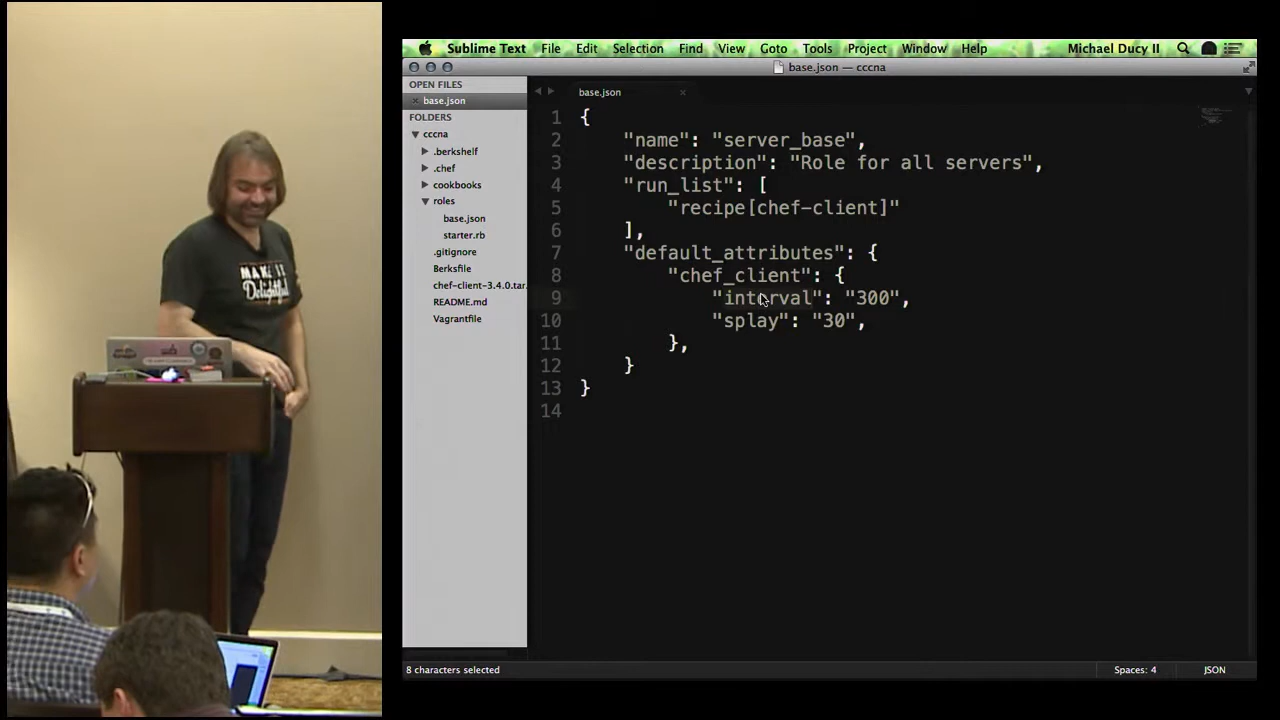 MAKE IT
Delightful
Sublime Text File Edit Selection Find View Goto Tools Project Window Help Michael Ducy II
base.json — cccna
OPEN FILES
base.json
FOLDERS
cccna
.berkshelf
.chef
cookbooks
roles
base.json
starter.rb
.gitignore
Berksfile
chef-client-3.4.0.tar.
README.md
Vagrantfile
base.json
1 {
2 "name": "server_base",
3 "description": "Role for all servers",
4 "run_list": [
5 "recipe[chef-client]"
6 ],
7 "default_attributes": {
8 "chef_client": {
9 "interval": "300",
10 "splay": "30",
11 },
12 }
13 }
14
8 characters selected Spaces: 4 JSON